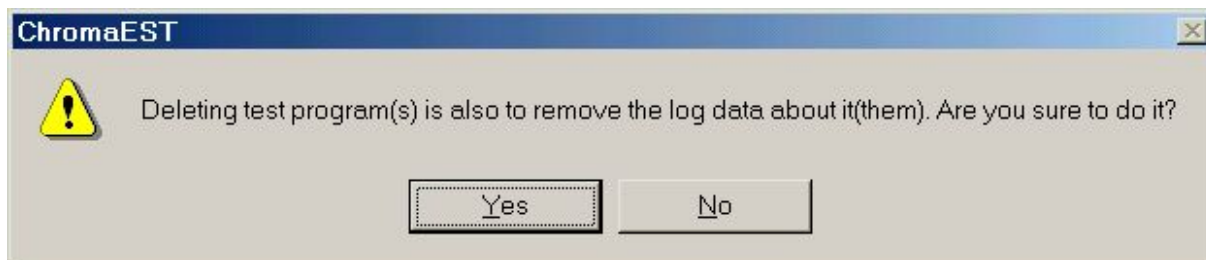 ChromaEST
Deleting test program(s) is also to remove the log data about it(them). Are you sure to do it?
Yes No